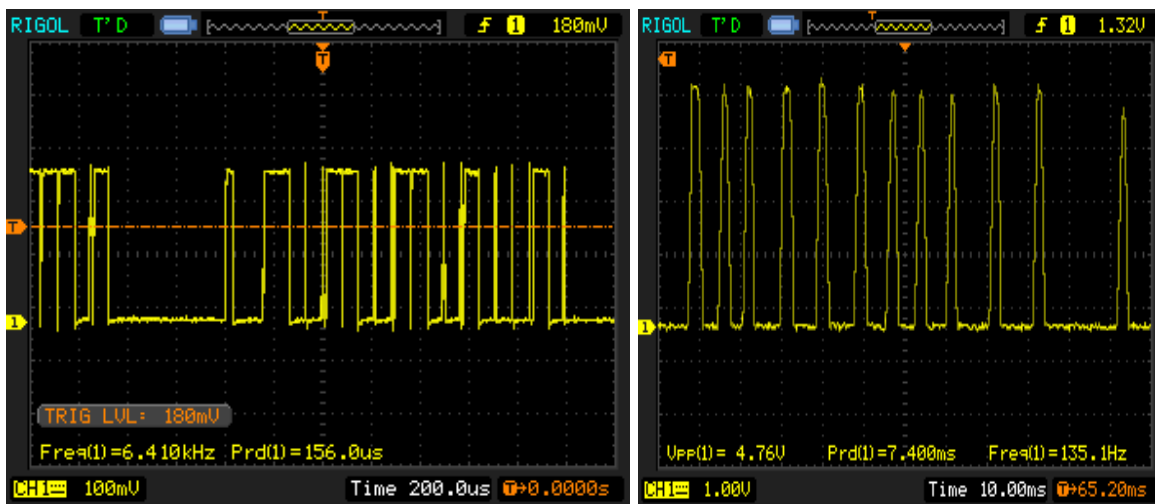 RIGOL T'D T f 1 180mV
T
T
1
TRIG LVL: 180mV
Freq(1)=6.410kHz Prd(1)=156.0us
CH1 100mV Time 200.0us T→0.0000s
RIGOL T'D T f 1 1.32V
T
1
VPP(1)= 4.76V Prd(1)=7.400ms Freq(1)=135.1Hz
CH1 1.00V Time 10.00ms T→65.20ms